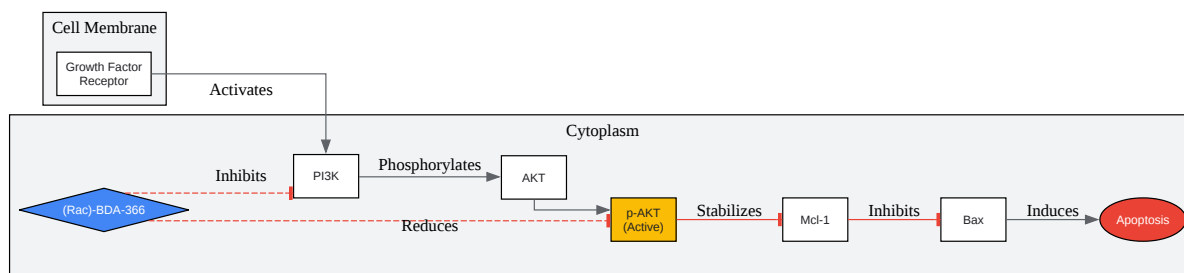 Cell Membrane
Growth Factor
Receptor
Activates
Cytoplasm
Inhibits
PI3K
Phosphorylates
AKT
(Rac)-BDA-366
Reduces
p-AKT
(Active)
Stabilizes
Mcl-1
Inhibits
Bax
Induces
Apoptosis